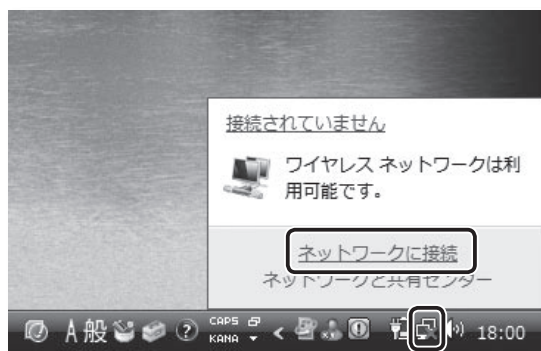 接続されていません
ワイヤレス ネットワークは利
用可能です。
ネットワークに接続
ネットワークと共有センター
A 般 ? CAPS
KANA
18:00